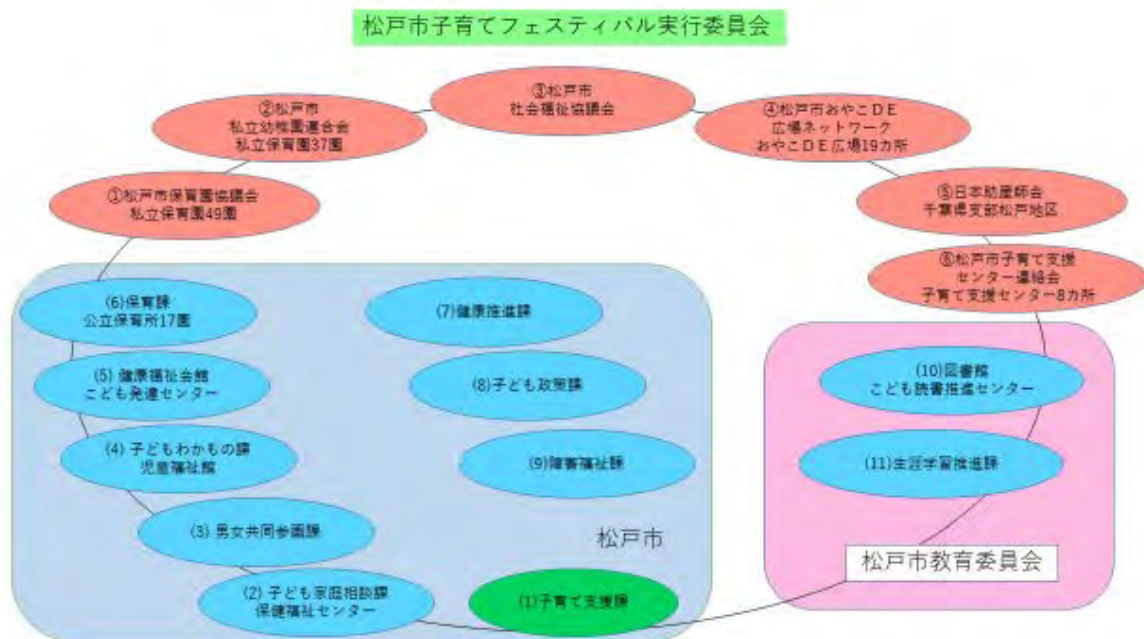 松戸市子育てフェスティバル実行委員会
③松戸市
社会福祉協議会
②松戸市
私立幼稚園連合会
私立保育園37園
④松戸市おやこDE
広場ネットワーク
おやこDE広場19カ所
①松戸市保育園協議会
私立保育園49園
⑤日本助産師会
千葉県支部松戸地区
⑥松戸市子育て支援
センター連絡会
子育て支援センター8カ所
(6)保育課
公立保育所17園
(7)健康推進課
(5) 健康福祉会館
こども発達センター
(8)子ども政策課
(10)図書館
こども読書推進センター
(4) 子どもわかもの課
児童福祉館
(9)障害福祉課
(11)生涯学習推進課
(3) 男女共同参画課
松戸市
松戸市教育委員会
(2) 子ども家庭相談課
保健福祉センター
(1)子育て支援課